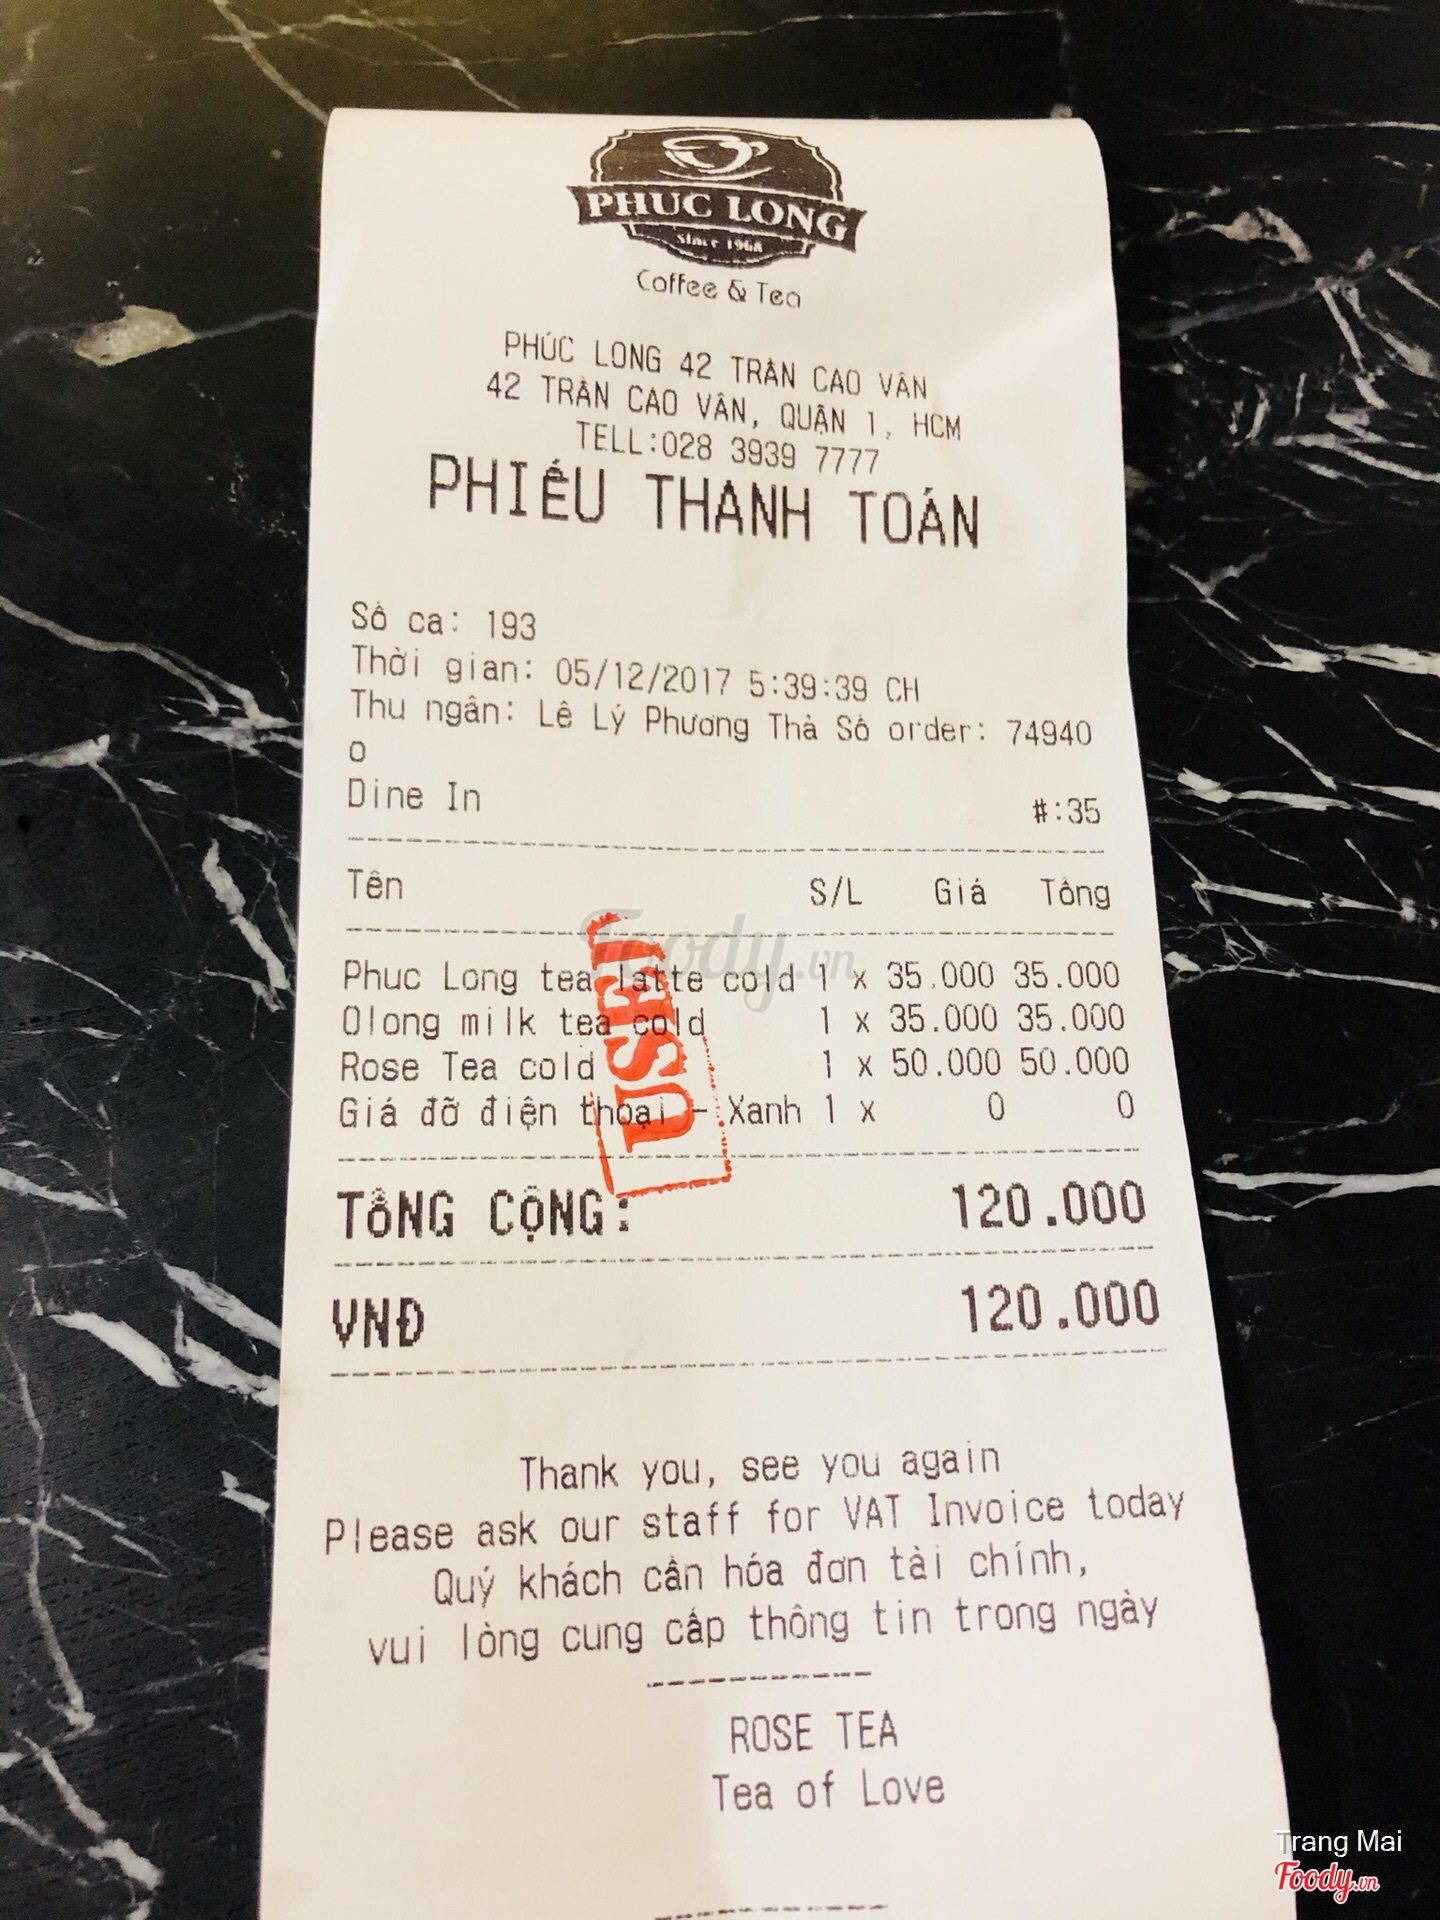 PHUC LONG
Since 1968
Coffee & Tea
PHÚC LONG 42 TRẦN CAO VÂN
42 TRẦN CAO VÂN, QUẬN 1, HCM
TELL:028 3939 7777
PHIẾU THANH TOÁN
Số ca: 193
Thời gian: 05/12/2017 5:39:39 CH
Thu ngân: Lê Lý Phương Thả Số order: 74940
o
Dine In #:35
Tên S/L Giá Tổng
Phuc Long tea latte cold 1 x 35.000 35.000
Olong milk tea cold 1 x 35.000 35.000
Rose Tea cold 1 x 50.000 50.000
Giá đỡ điện thoại - Xanh 1 x 0 0
USED
Foody.vn
TỔNG CỘNG: 120.000
VNĐ 120.000
Thank you, see you again
Please ask our staff for VAT Invoice today
Quý khách cần hóa đơn tài chính,
vui lòng cung cấp thông tin trong ngày
ROSE TEA
Tea of Love
Trang Mai
Foody.vn